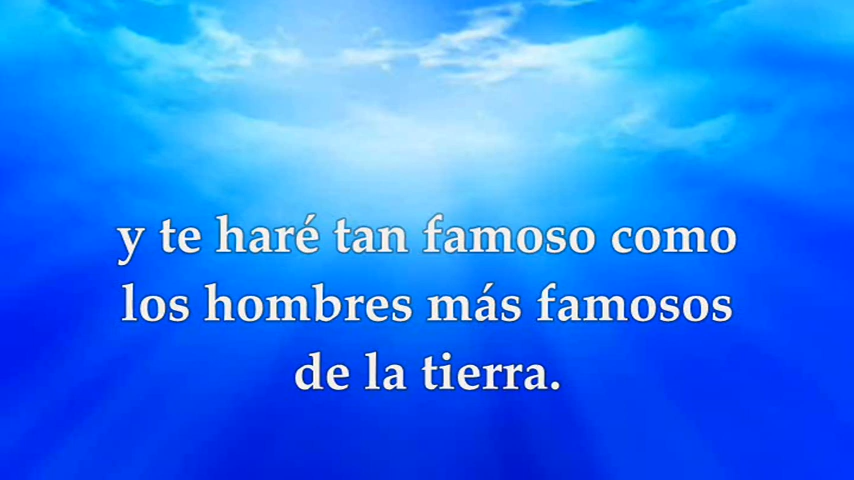 y te haré tan famoso como
los hombres más famosos
de la tierra.